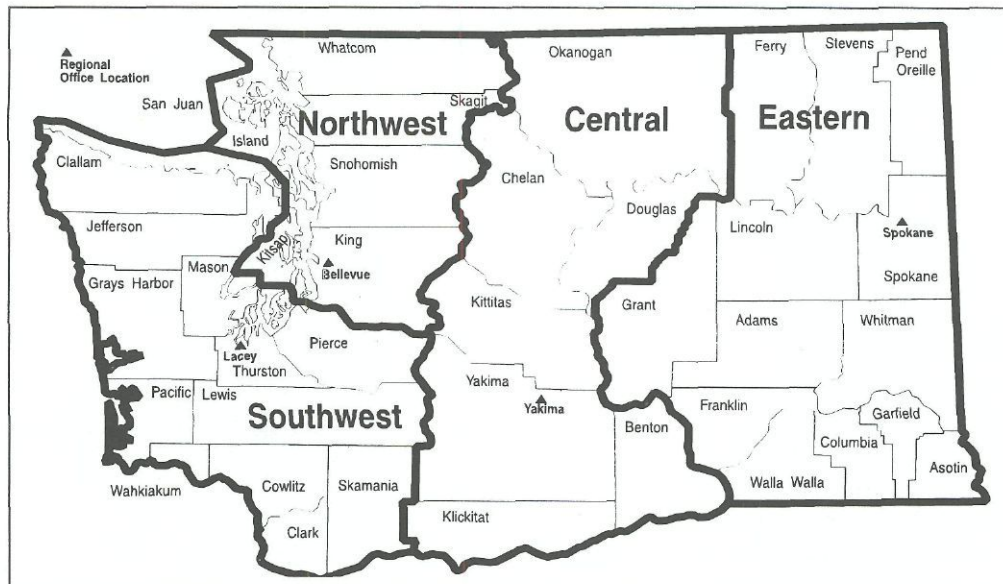 Regional
Office Location
San Juan
Whatcom
Skagit
Northwest
Island
Snohomish
King
Kitsap
Bellevue
Okanogan
Central
Chelan
Douglas
Kittitas
Yakima
Yakima
Benton
Klickitat
Ferry
Stevens
Pend
Oreille
Eastern
Lincoln
Spokane
Spokane
Grant
Adams
Whitman
Franklin
Garfield
Columbia
Walla Walla
Asotin
Clallam
Jefferson
Mason
Grays Harbor
Lacey
Thurston
Pierce
Pacific
Lewis
Southwest
Wahkiakum
Cowlitz
Skamania
Clark